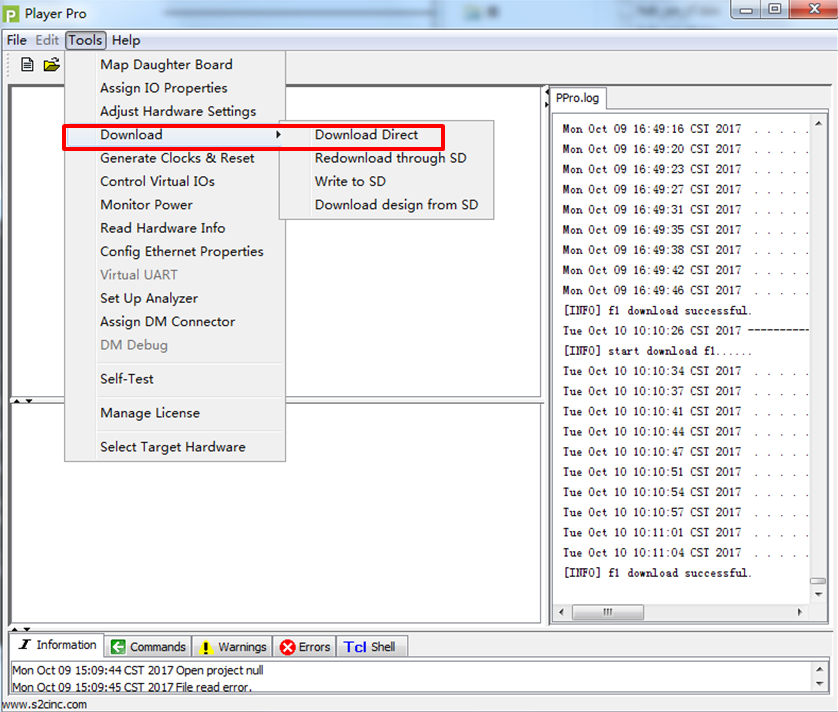 Player Pro
File Edit Tools Help
Map Daughter Board
Assign IO Properties
Adjust Hardware Settings
Download
Generate Clocks & Reset
Control Virtual IOs
Monitor Power
Read Hardware Info
Config Ethernet Properties
Virtual UART
Set Up Analyzer
Assign DM Connector
DM Debug
Self-Test
Manage License
Select Target Hardware
Download Direct
Redownload through SD
Write to SD
Download design from SD
PPro.log
Mon Oct 09 16:49:16 CST 2017 . . . . .
Mon Oct 09 16:49:20 CST 2017 . . . . .
Mon Oct 09 16:49:23 CST 2017 . . . . .
Mon Oct 09 16:49:27 CST 2017 . . . . .
Mon Oct 09 16:49:31 CST 2017 . . . . .
Mon Oct 09 16:49:35 CST 2017 . . . . .
Mon Oct 09 16:49:38 CST 2017 . . . . .
Mon Oct 09 16:49:42 CST 2017 . . . . .
Mon Oct 09 16:49:46 CST 2017 . . . . .
[INFO] f1 download successful.
Tue Oct 10 10:10:26 CST 2017 ----------
[INFO] start download f1......
Tue Oct 10 10:10:34 CST 2017 . . . . .
Tue Oct 10 10:10:37 CST 2017 . . . . .
Tue Oct 10 10:10:41 CST 2017 . . . . .
Tue Oct 10 10:10:44 CST 2017 . . . . .
Tue Oct 10 10:10:47 CST 2017 . . . . .
Tue Oct 10 10:10:51 CST 2017 . . . . .
Tue Oct 10 10:10:54 CST 2017 . . . . .
Tue Oct 10 10:10:57 CST 2017 . . . . .
Tue Oct 10 10:11:01 CST 2017 . . . . .
Tue Oct 10 10:11:04 CST 2017 . . . . .
[INFO] f1 download successful.
Information Commands Warnings Errors Tcl Shell
Mon Oct 09 15:09:44 CST 2017 Open project null
Mon Oct 09 15:09:45 CST 2017 File read error.
www.s2cinc.com